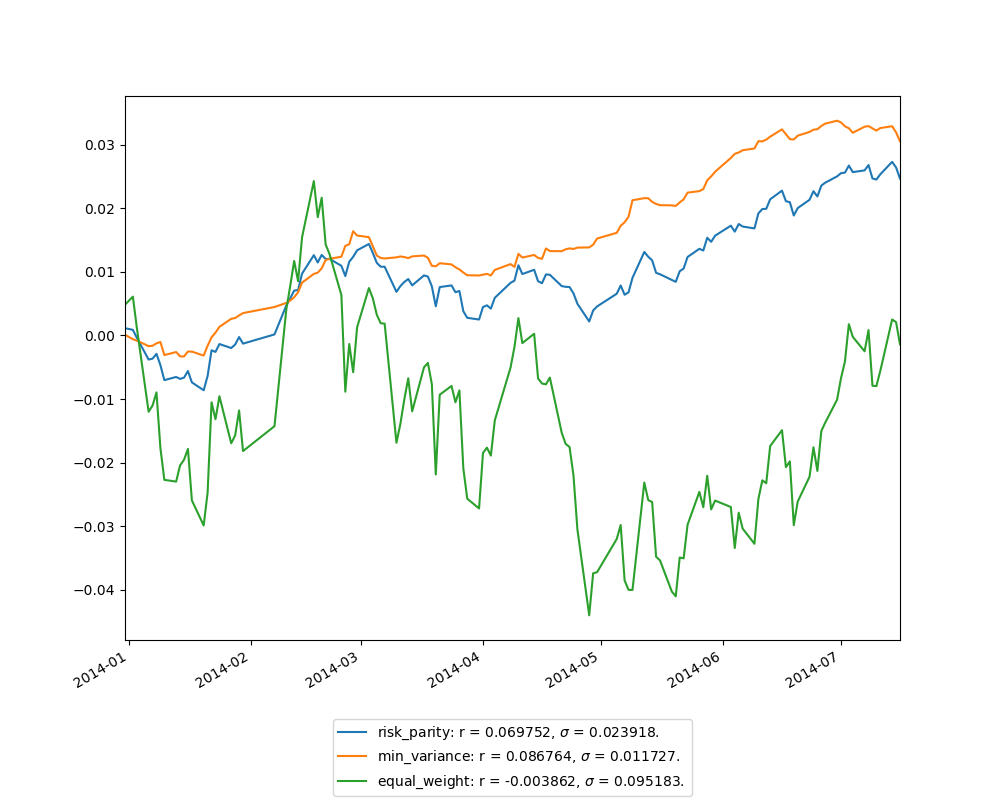 0.03
0.02
0.01
0.00
−0.01
−0.02
−0.03
−0.04
2014-01 2014-02 2014-03 2014-04 2014-05 2014-06 2014-07
risk_parity: r = 0.069752, σ = 0.023918.
min_variance: r = 0.086764, σ = 0.011727.
equal_weight: r = -0.003862, σ = 0.095183.